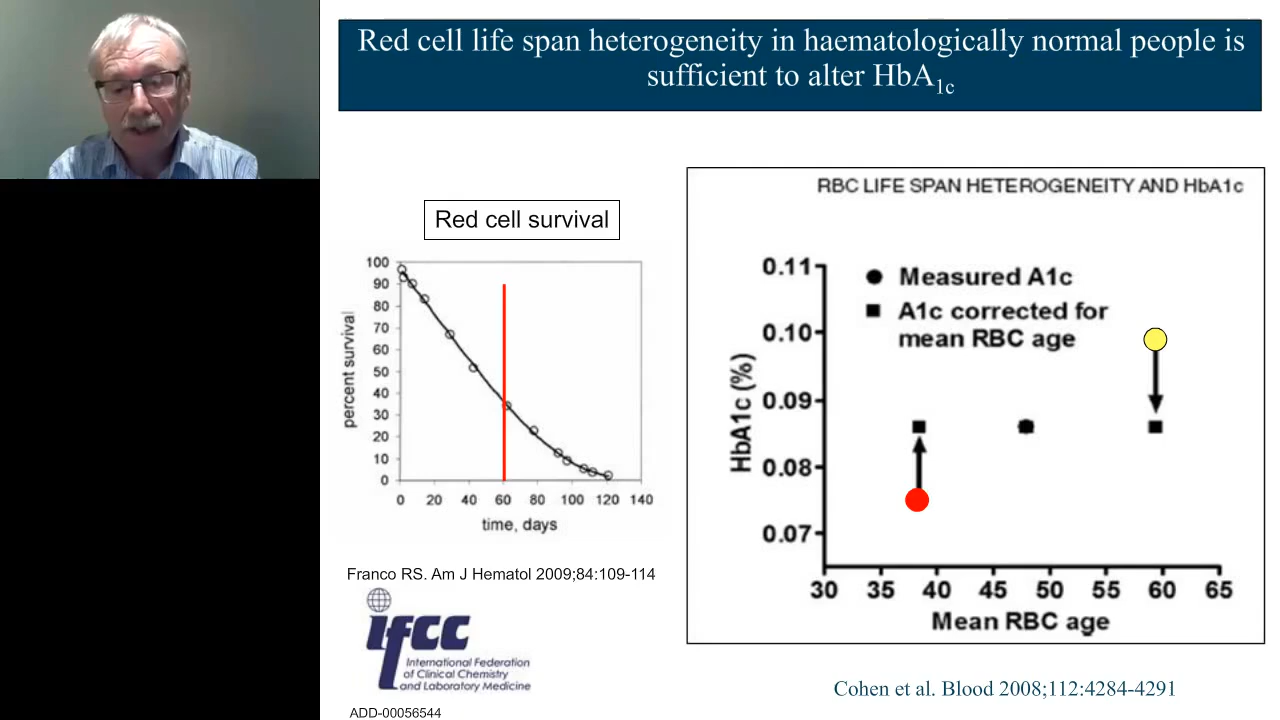 Red cell life span heterogeneity in haematologically normal people is
sufficient to alter HbA1c
Red cell survival
100
90
80
70
60
50
40
30
20
10
0
percent survival
0 20 40 60 80 100 120 140
time, days
Franco RS. Am J Hematol 2009;84:109-114
ifcc
International Federation
of Clinical Chemistry
and Laboratory Medicine
ADD-00056544
RBC LIFE SPAN HETEROGENEITY AND HbA1c
0.11
0.10
0.09
0.08
0.07
HbA1c (%)
Measured A1c
A1c corrected for
mean RBC age
30 35 40 45 50 55 60 65
Mean RBC age
Cohen et al. Blood 2008;112:4284-4291